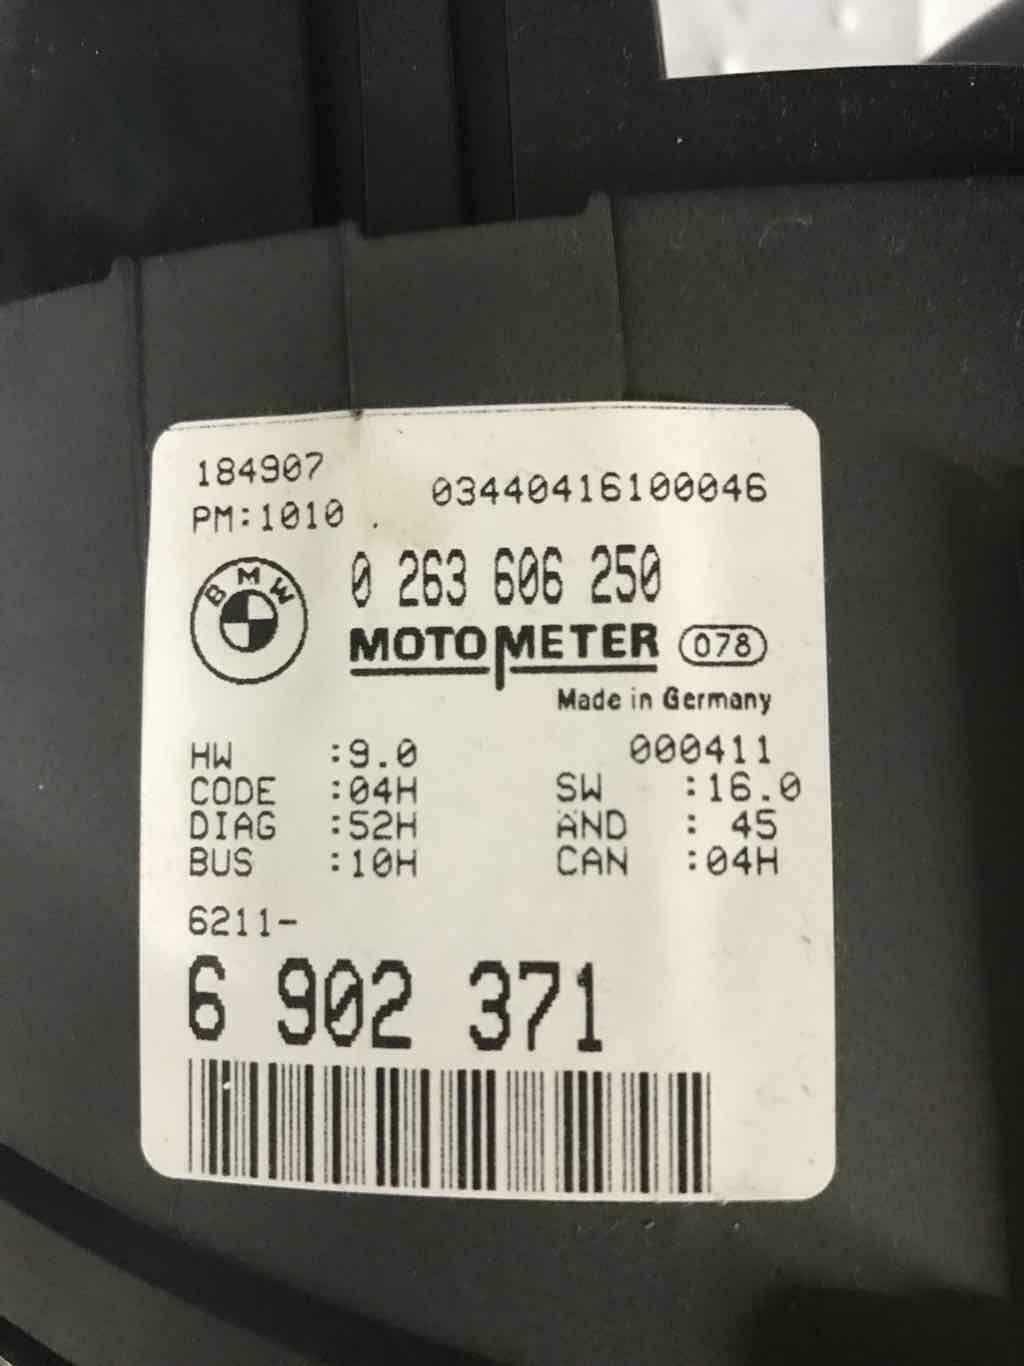 184907
03440416100046
PM:1010 .
BMW
0 263 606 250
MOTOMETER 078
Made in Germany
HW :9.0 000411
CODE :04H SW :16.0
DIAG :52H AND : 45
BUS :10H CAN :04H
6211-
6 902 371